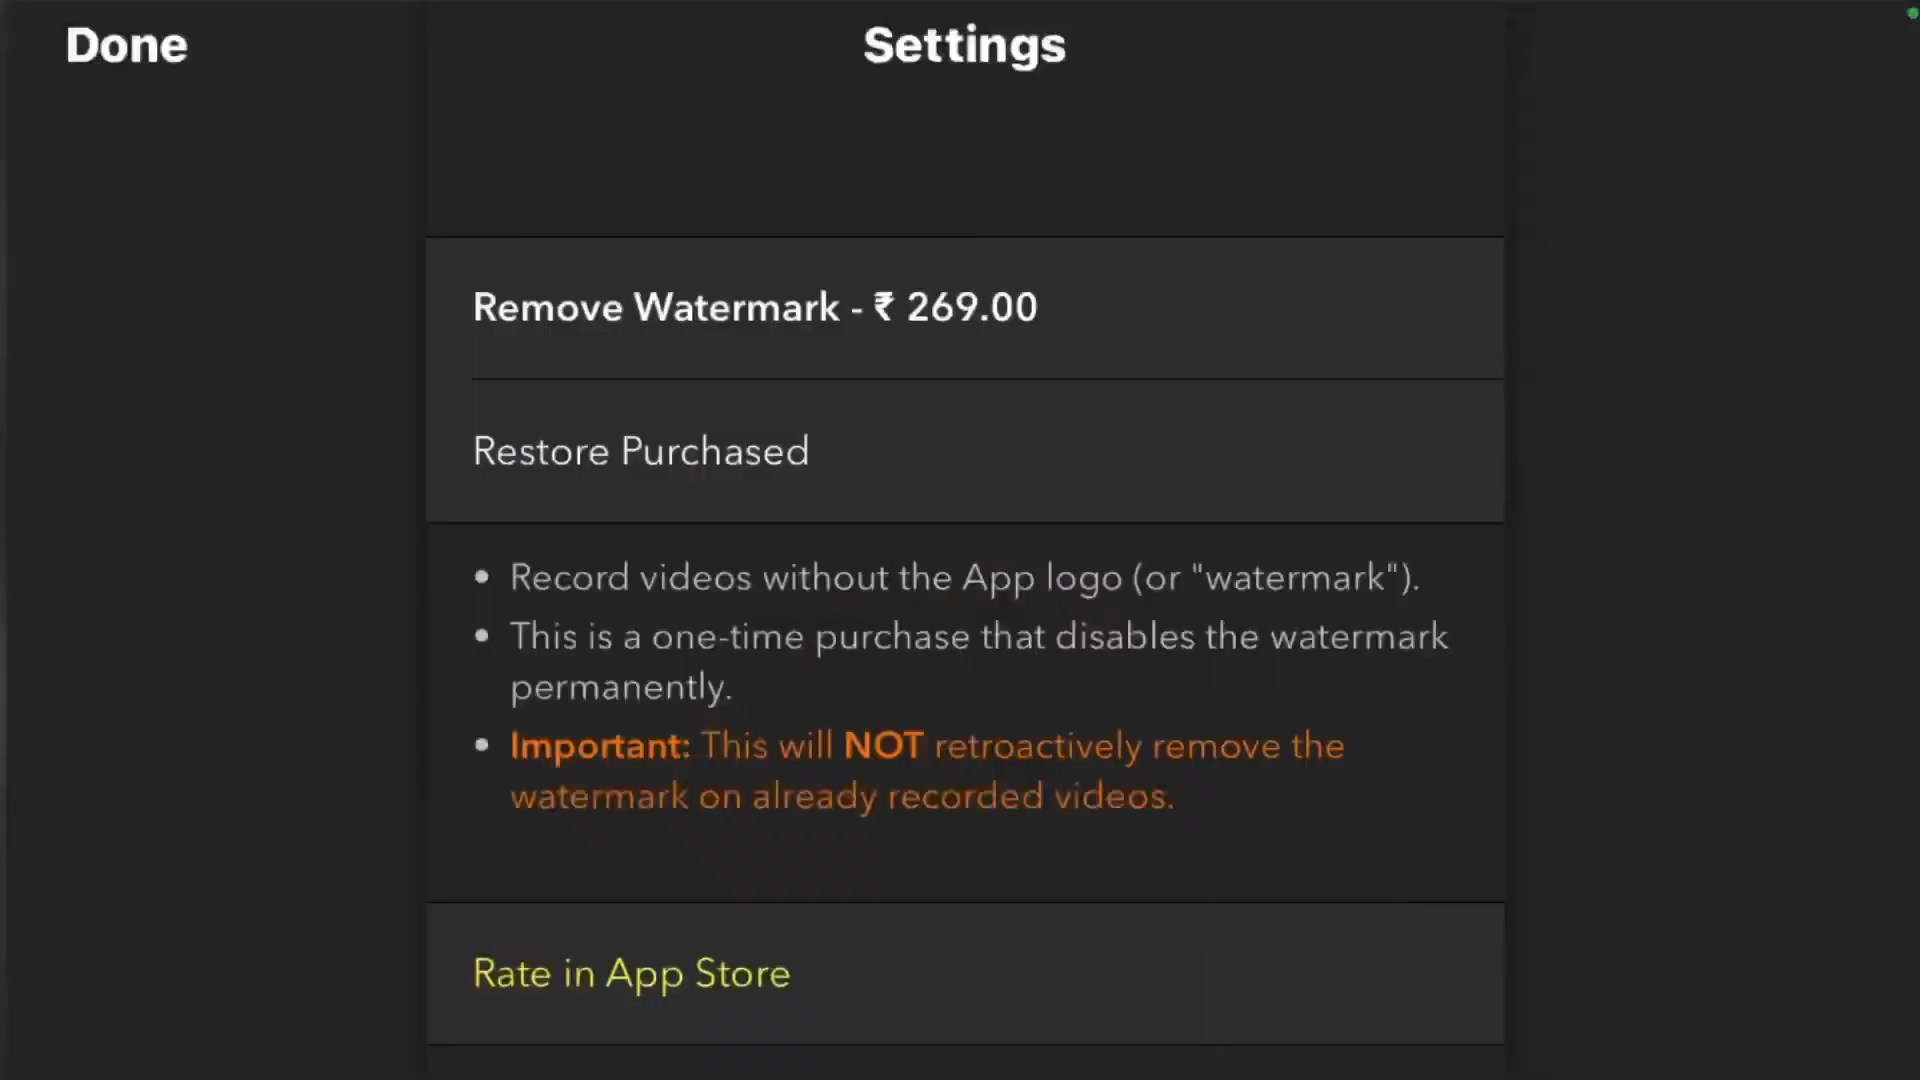 Done
Settings
Remove Watermark - ₹ 269.00
Restore Purchased
• Record videos without the App logo (or "watermark").
• This is a one-time purchase that disables the watermark
permanently.
• Important: This will NOT retroactively remove the
watermark on already recorded videos.
Rate in App Store